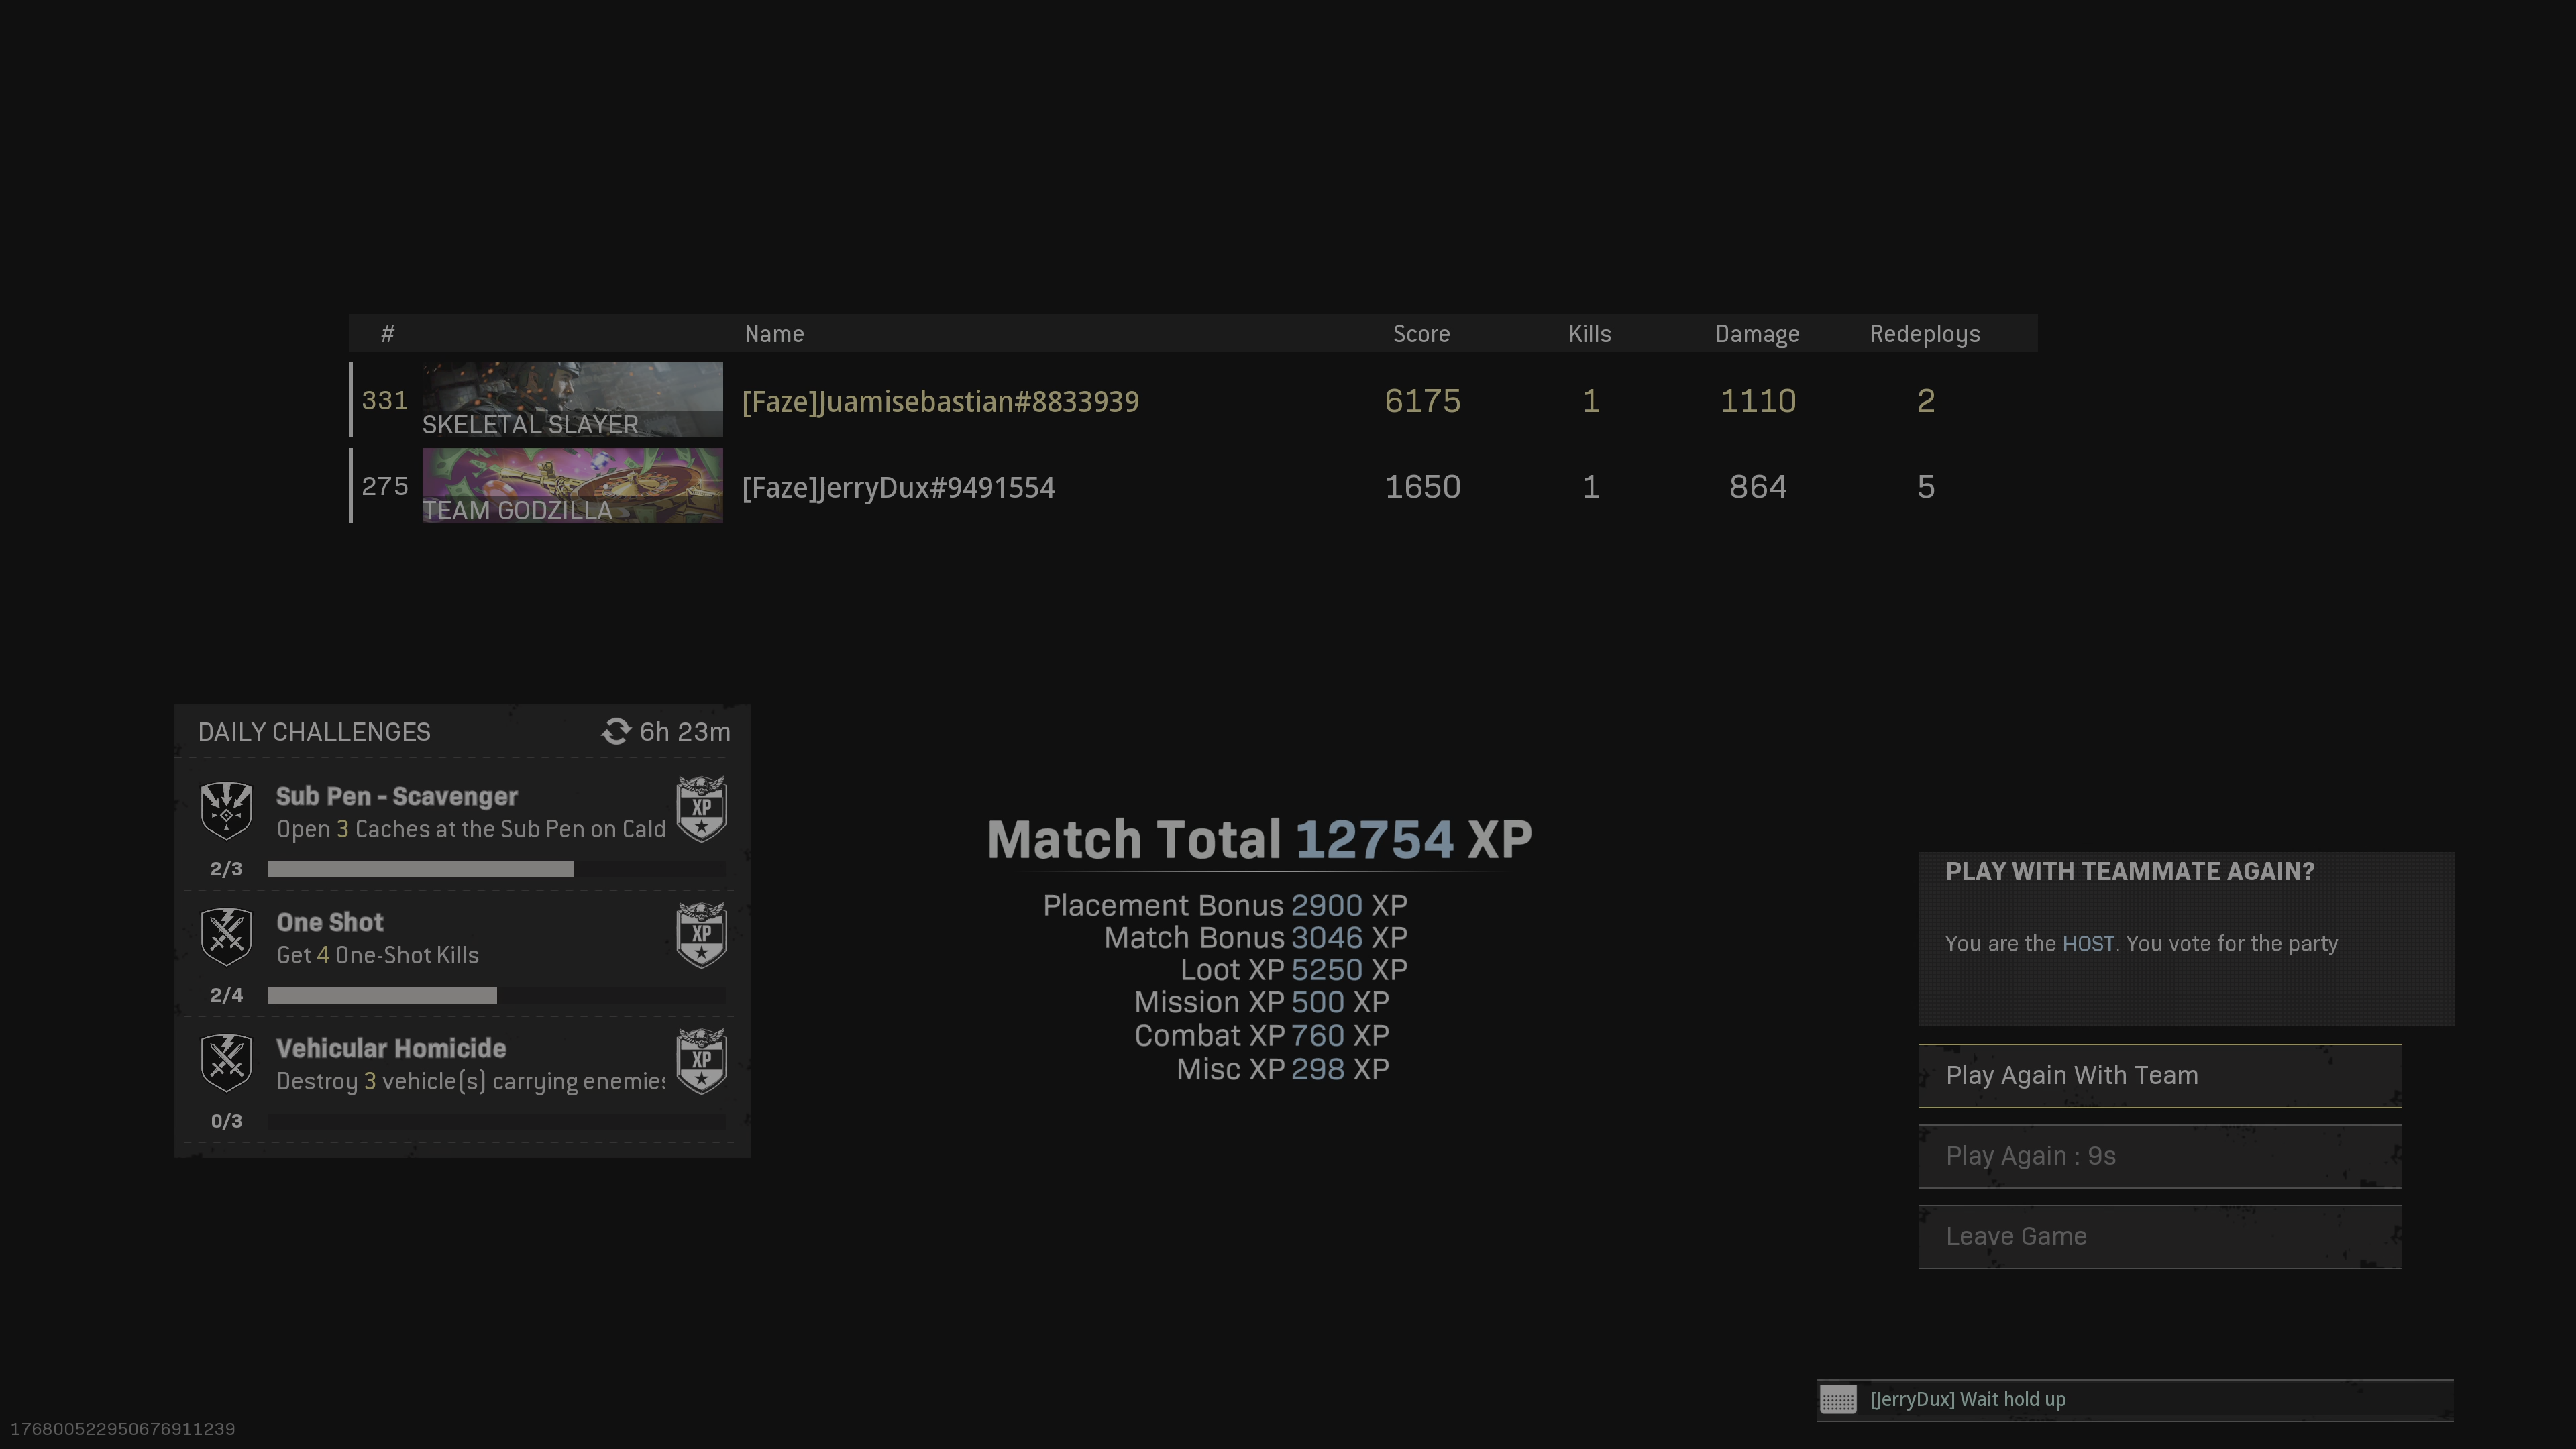 # Name Score Kills Damage Redeploys
331 SKELETAL SLAYER [Faze]Juamisebastian#8833939 6175 1 1110 2
275 TEAM GODZILLA [Faze]JerryDux#9491554 1650 1 864 5
DAILY CHALLENGES 6h 23m
Sub Pen - Scavenger
Open 3 Caches at the Sub Pen on Cald
XP
2/3
One Shot
Get 4 One-Shot Kills
XP
2/4
Vehicular Homicide
Destroy 3 vehicle(s) carrying enemies
XP
0/3
Match Total 12754 XP
Placement Bonus 2900 XP
Match Bonus 3046 XP
Loot XP 5250 XP
Mission XP 500 XP
Combat XP 760 XP
Misc XP 298 XP
PLAY WITH TEAMMATE AGAIN?
You are the HOST. You vote for the party
Play Again With Team
Play Again : 9s
Leave Game
[JerryDux] Wait hold up
176800522950676911239